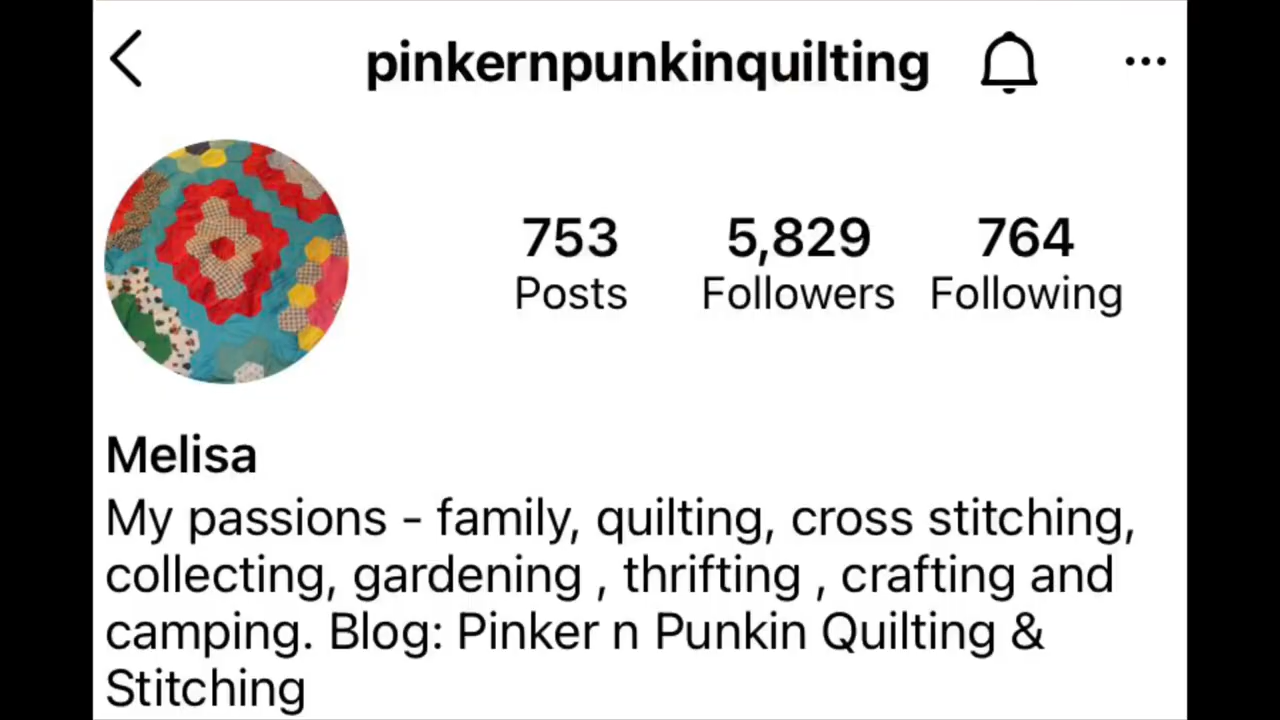 pinkernpunkinquilting
753 5,829 764
Posts Followers Following
Melisa
My passions - family, quilting, cross stitching,
collecting, gardening , thrifting , crafting and
camping. Blog: Pinker n Punkin Quilting &
Stitching